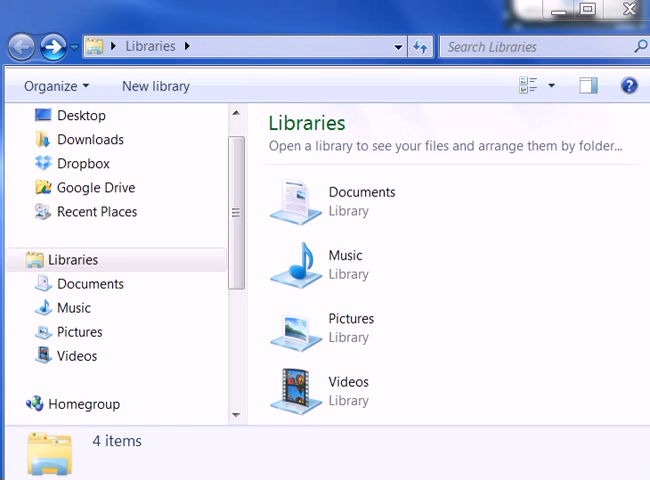 Libraries
Search Libraries
Organize
New library
Desktop
Downloads
Dropbox
Google Drive
Recent Places
Libraries
Documents
Music
Pictures
Videos
Homegroup
Libraries
Open a library to see your files and arrange them by folder...
Documents
Library
Music
Library
Pictures
Library
Videos
Library
4 items